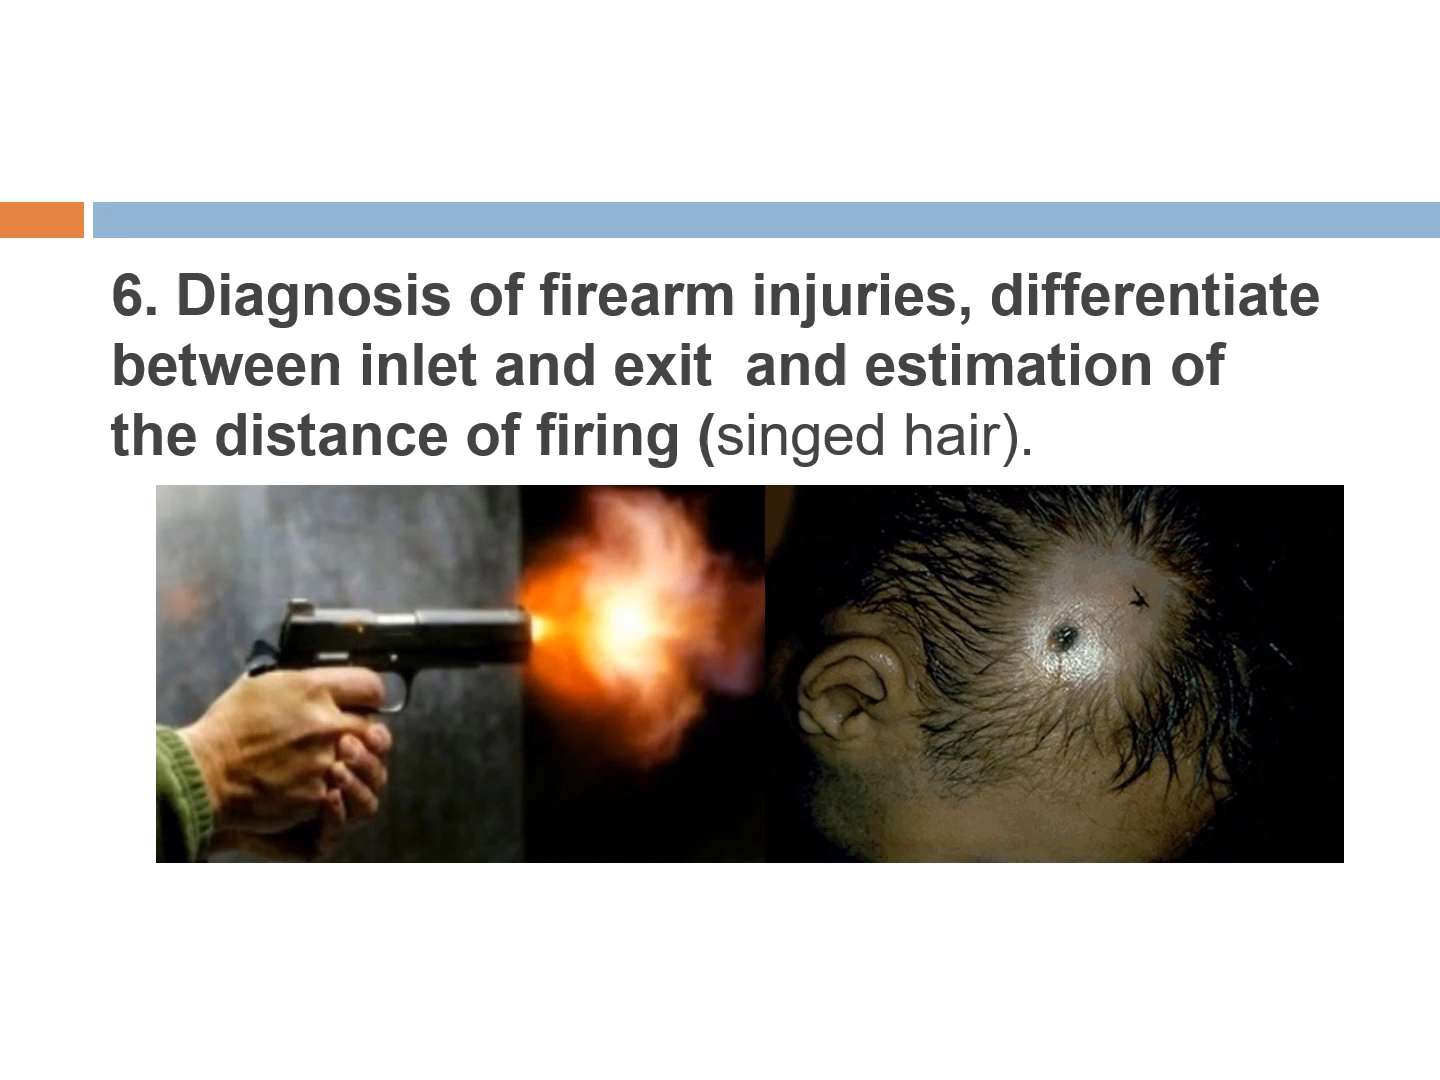 6. Diagnosis of firearm injuries, differentiate
between inlet and exit  and estimation of
the distance of firing (singed hair).